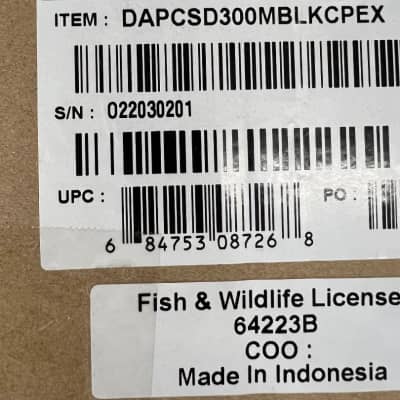 ITEM : DAPCSD300MBLKCPEX
S/N : 022030201
UPC : PO :
6 84753 08726 8
Fish & Wildlife License
64223B
COO :
Made In Indonesia